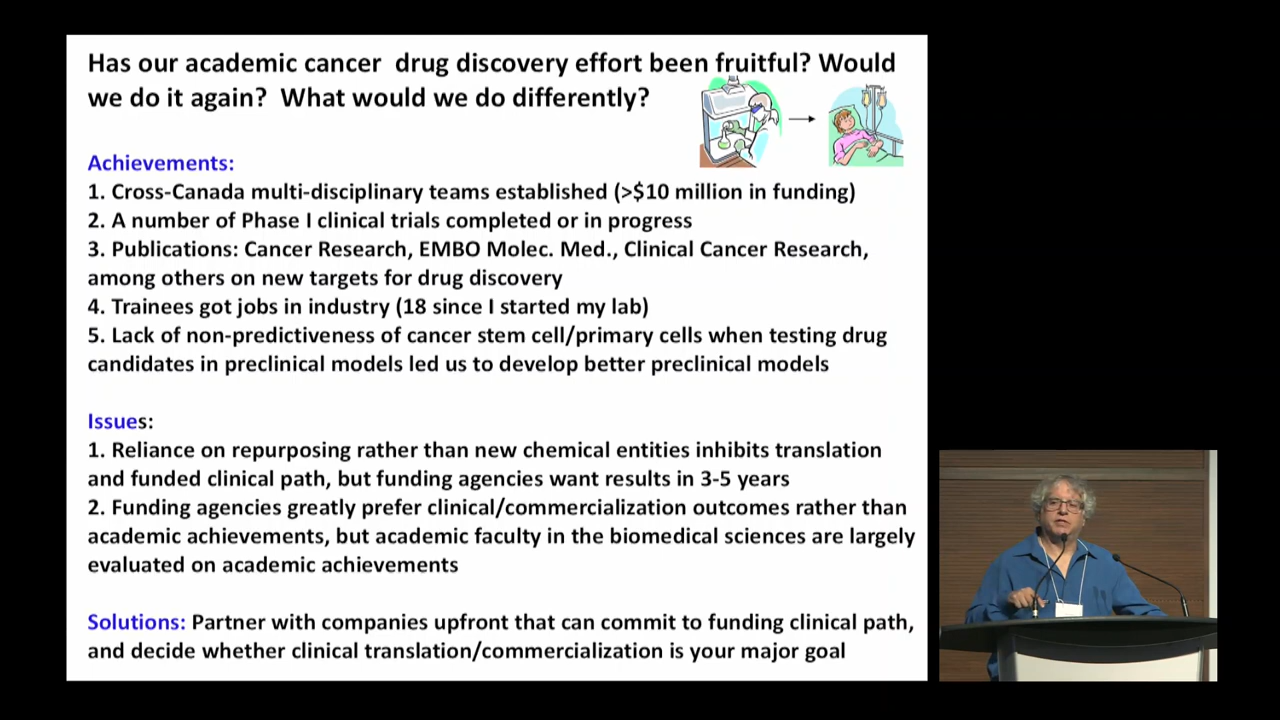 Has our academic cancer drug discovery effort been fruitful? Would
we do it again? What would we do differently?
Achievements:
1. Cross-Canada multi-disciplinary teams established (>$10 million in funding)
2. A number of Phase I clinical trials completed or in progress
3. Publications: Cancer Research, EMBO Molec. Med., Clinical Cancer Research,
among others on new targets for drug discovery
4. Trainees got jobs in industry (18 since I started my lab)
5. Lack of non-predictiveness of cancer stem cell/primary cells when testing drug
candidates in preclinical models led us to develop better preclinical models
Issues:
1. Reliance on repurposing rather than new chemical entities inhibits translation
and funded clinical path, but funding agencies want results in 3-5 years
2. Funding agencies greatly prefer clinical/commercialization outcomes rather than
academic achievements, but academic faculty in the biomedical sciences are largely
evaluated on academic achievements
Solutions: Partner with companies upfront that can commit to funding clinical path,
and decide whether clinical translation/commercialization is your major goal